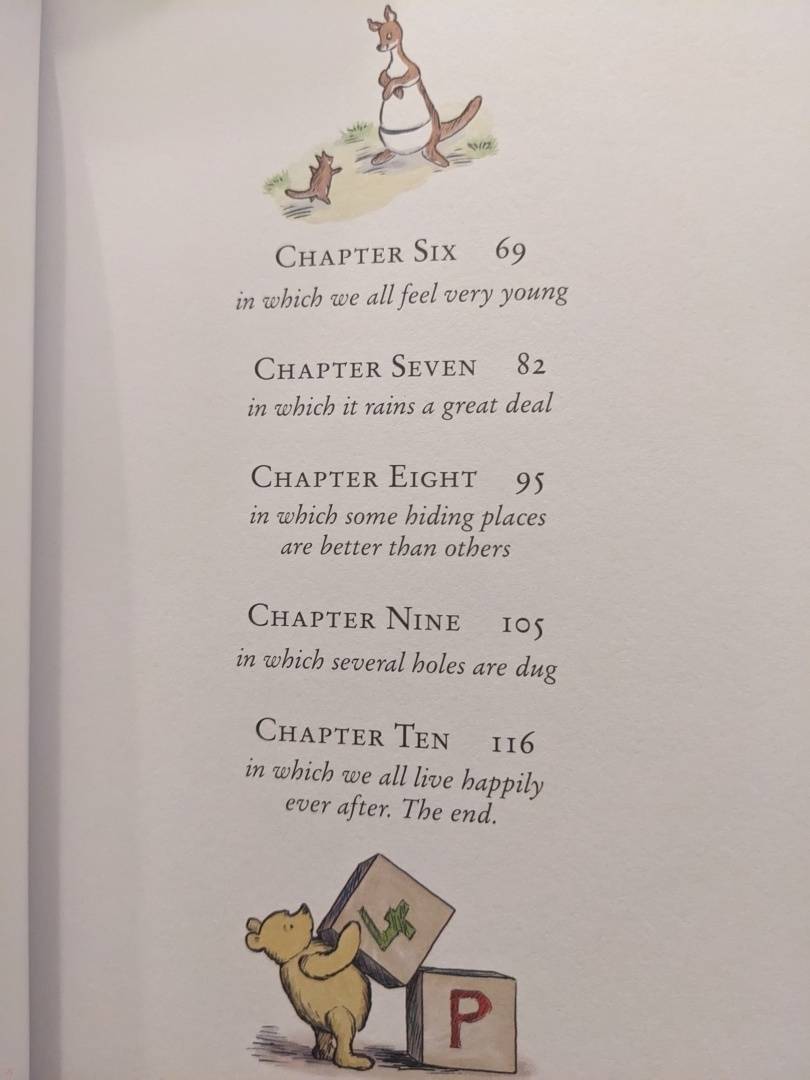 CHAPTER SIX 69
in which we all feel very young
CHAPTER SEVEN 82
in which it rains a great deal
CHAPTER EIGHT 95
in which some hiding places
are better than others
CHAPTER NINE 105
in which several holes are dug
CHAPTER TEN 116
in which we all live happily
ever after. The end.
4
P